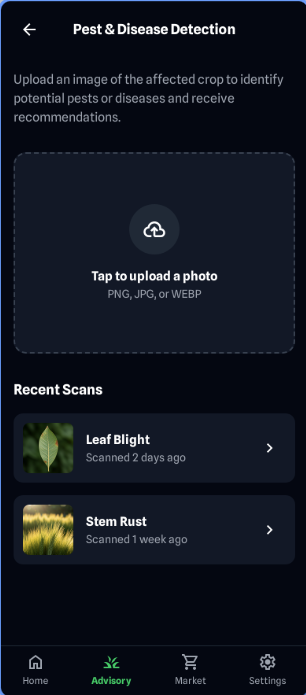 Pest & Disease Detection
Upload an image of the affected crop to identify
potential pests or diseases and receive
recommendations.
Tap to upload a photo
PNG, JPG, or WEBP
Recent Scans
Leaf Blight
Scanned 2 days ago
Stem Rust
Scanned 1 week ago
Home
Advisory
Market
Settings